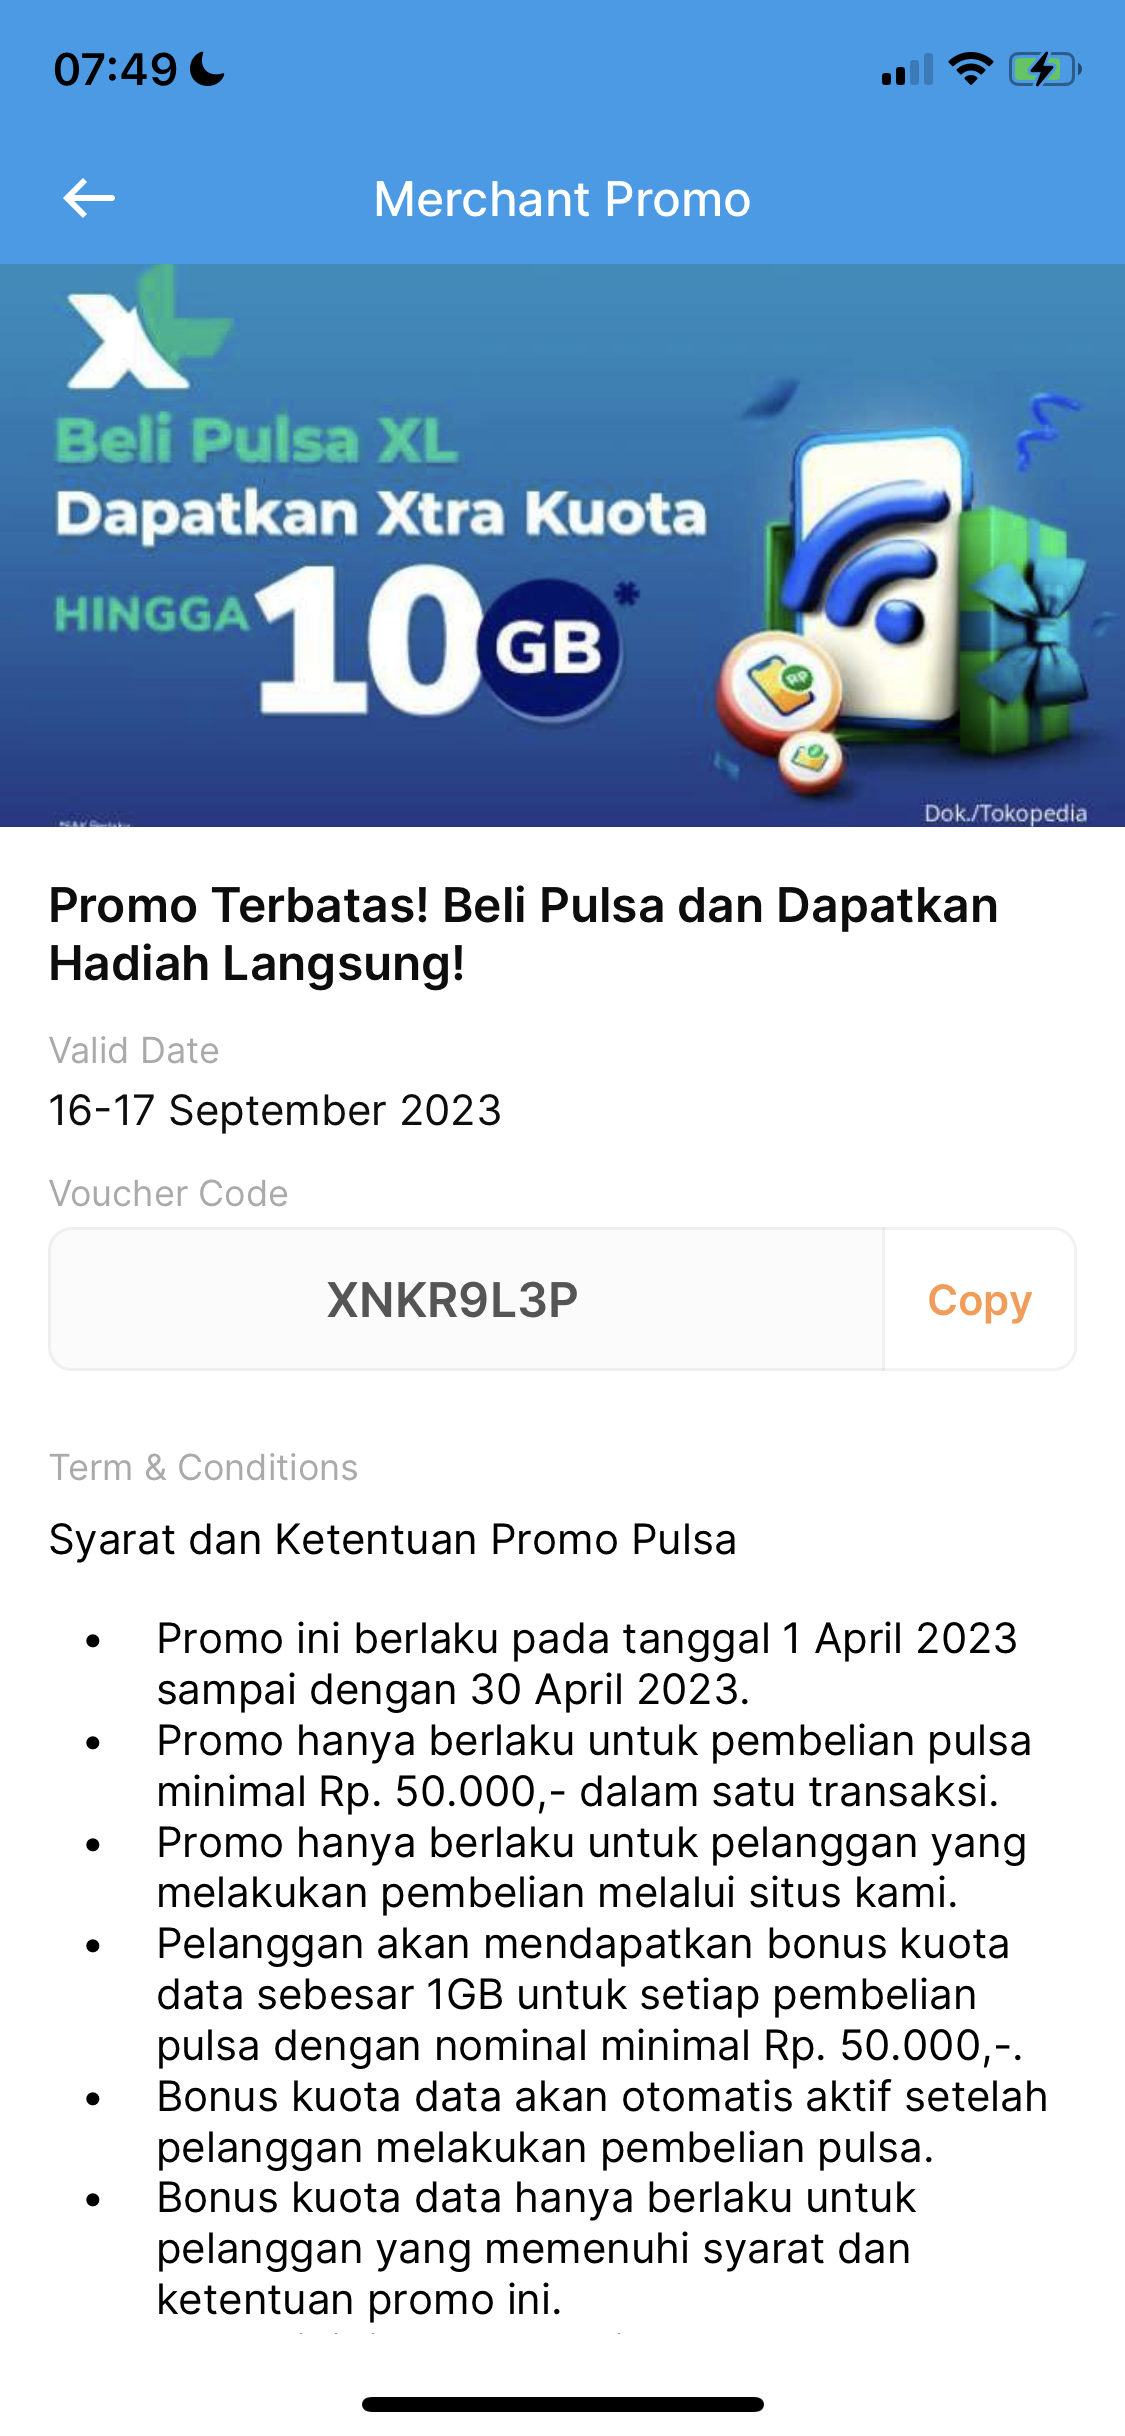 07:49
Merchant Promo
XL
Beli Pulsa XL
Dapatkan Xtra Kuota
HINGGA 10 GB*
RP
*S&K Berlaku
Dok./Tokopedia
Promo Terbatas! Beli Pulsa dan Dapatkan
Hadiah Langsung!
Valid Date
16-17 September 2023
Voucher Code
XNKR9L3P
Copy
Term & Conditions
Syarat dan Ketentuan Promo Pulsa
• Promo ini berlaku pada tanggal 1 April 2023
sampai dengan 30 April 2023.
• Promo hanya berlaku untuk pembelian pulsa
minimal Rp. 50.000,- dalam satu transaksi.
• Promo hanya berlaku untuk pelanggan yang
melakukan pembelian melalui situs kami.
• Pelanggan akan mendapatkan bonus kuota
data sebesar 1GB untuk setiap pembelian
pulsa dengan nominal minimal Rp. 50.000,-.
• Bonus kuota data akan otomatis aktif setelah
pelanggan melakukan pembelian pulsa.
• Bonus kuota data hanya berlaku untuk
pelanggan yang memenuhi syarat dan
ketentuan promo ini.